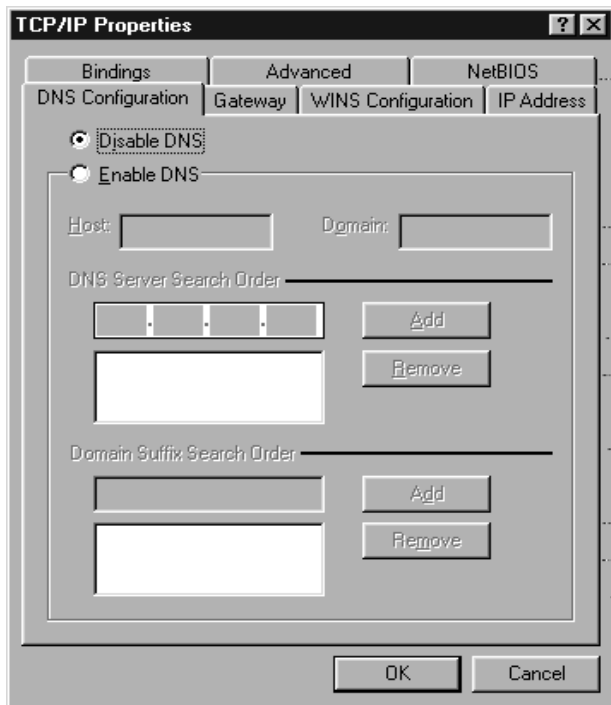 TCP/IP Properties
Bindings Advanced NetBIOS
DNS Configuration Gateway WINS Configuration IP Address
Disable DNS
Enable DNS
Host: Domain:
DNS Server Search Order
. . .
Add
Remove
Domain Suffix Search Order
Add
Remove
OK Cancel